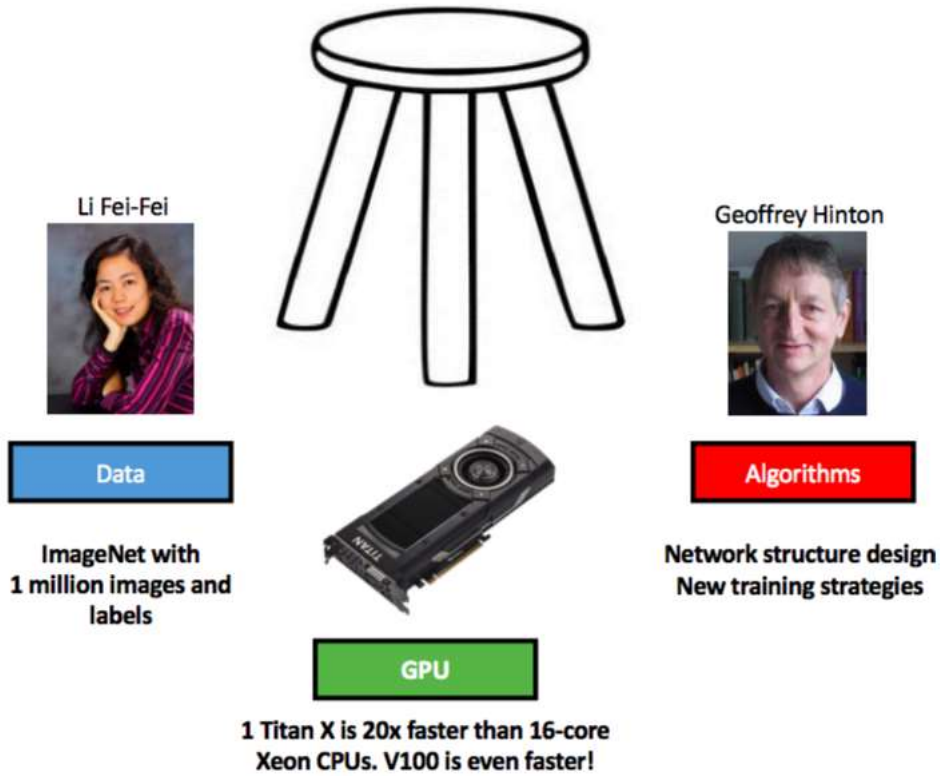 Li Fei-Fei
Geoffrey Hinton
Data
Algorithms
ImageNet with
1 million images and
labels
Network structure design
New training strategies
TITAN
GPU
1 Titan X is 20x faster than 16-core
Xeon CPUs. V100 is even faster!